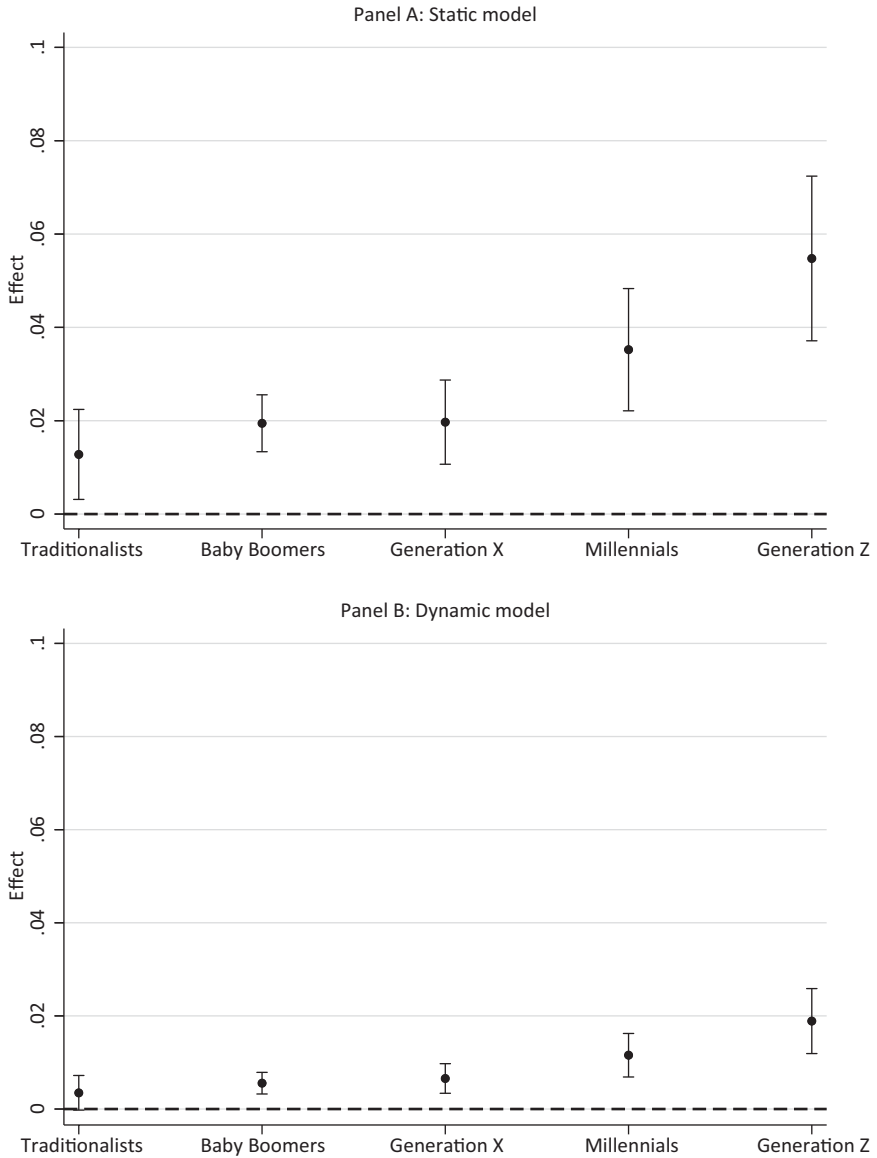 Panel A: Static model
.1
.08
.06
.04
.02
0
Effect
Traditionalists Baby Boomers Generation X Millennials Generation Z
Panel B: Dynamic model
.1
.08
.06
.04
.02
0
Effect
Traditionalists Baby Boomers Generation X Millennials Generation Z